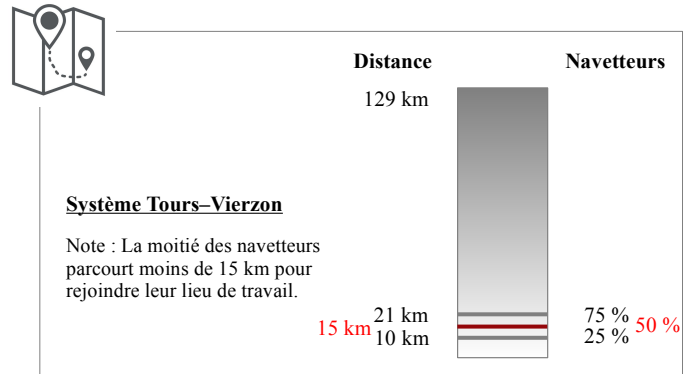 Distance Navetteurs
129 km
Système Tours–Vierzon
Note : La moitié des navetteurs
parcourt moins de 15 km pour
rejoindre leur lieu de travail.
21 km 75 %
15 km 50 %
10 km 25 %